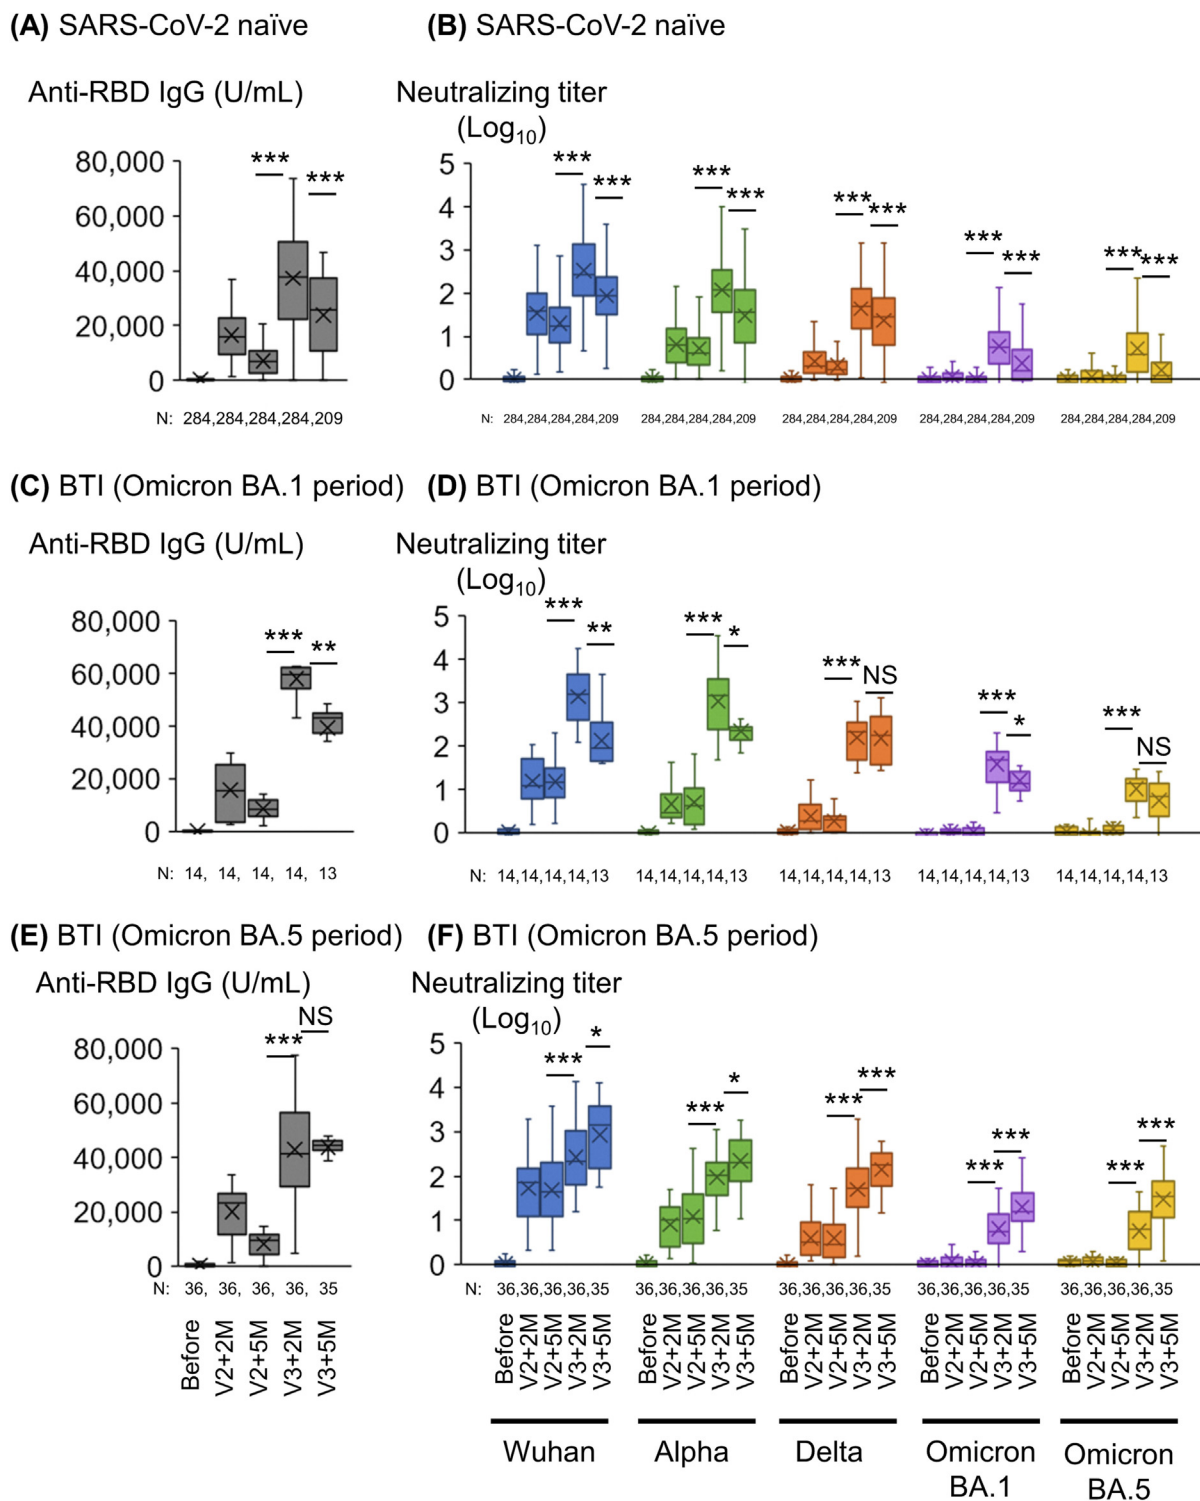 (A) SARS-CoV-2 naïve
(B) SARS-CoV-2 naïve
Anti-RBD IgG (U/mL)
80,000
60,000
40,000
20,000
0
***
***
N: 284,284,284,284,209
Neutralizing titer
(Log10)
5
4
3
2
1
0
***
***
***
***
***
***
***
***
***
***
N: 284,284,284,284,209
284,284,284,284,209
284,284,284,284,209
284,284,284,284,209
284,284,284,284,209
(C) BTI (Omicron BA.1 period)
(D) BTI (Omicron BA.1 period)
Anti-RBD IgG (U/mL)
80,000
60,000
40,000
20,000
0
***
**
N: 14, 14, 14, 14, 13
Neutralizing titer
(Log10)
5
4
3
2
1
0
***
**
***
*
***
NS
***
*
***
NS
N: 14,14,14,14,13
14,14,14,14,13
14,14,14,14,13
14,14,14,14,13
14,14,14,14,13
(E) BTI (Omicron BA.5 period)
(F) BTI (Omicron BA.5 period)
Anti-RBD IgG (U/mL)
80,000
60,000
40,000
20,000
0
***
NS
N: 36, 36, 36, 36, 35
Before
V2+2M
V2+5M
V3+2M
V3+5M
Neutralizing titer
(Log10)
5
4
3
2
1
0
***
*
***
*
***
***
***
***
***
***
N: 36,36,36,36,35
36,36,36,36,35
36,36,36,36,35
36,36,36,36,35
36,36,36,36,35
Before
V2+2M
V2+5M
V3+2M
V3+5M
Before
V2+2M
V2+5M
V3+2M
V3+5M
Before
V2+2M
V2+5M
V3+2M
V3+5M
Before
V2+2M
V2+5M
V3+2M
V3+5M
Before
V2+2M
V2+5M
V3+2M
V3+5M
Wuhan
Alpha
Delta
Omicron
BA.1
Omicron
BA.5